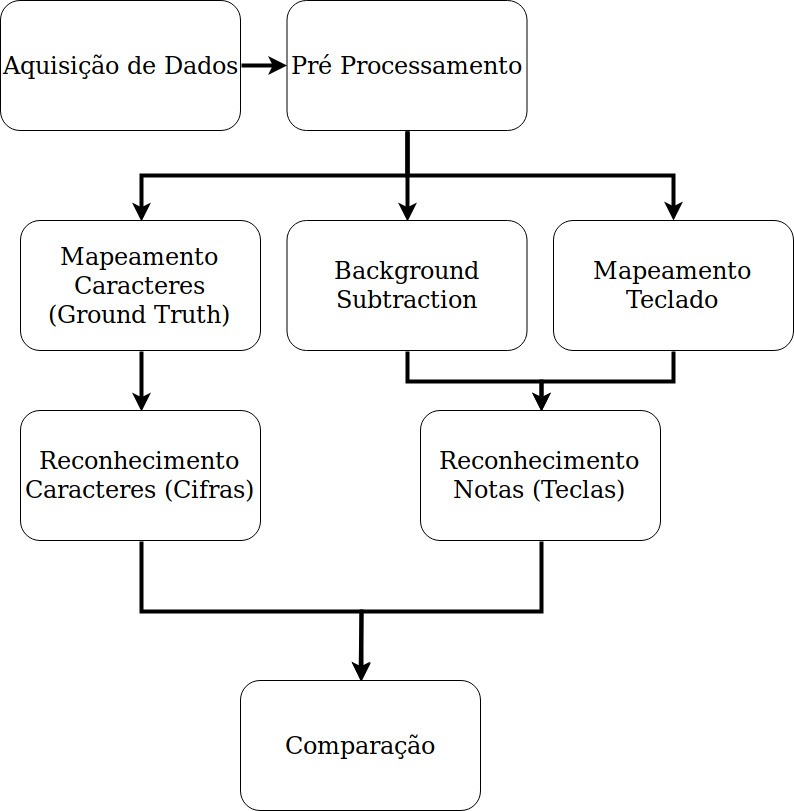 Aquisição de Dados
Pré Processamento
Mapeamento
Caracteres
(Ground Truth)
Background
Subtraction
Mapeamento
Teclado
Reconhecimento
Caracteres (Cifras)
Reconhecimento
Notas (Teclas)
Comparação